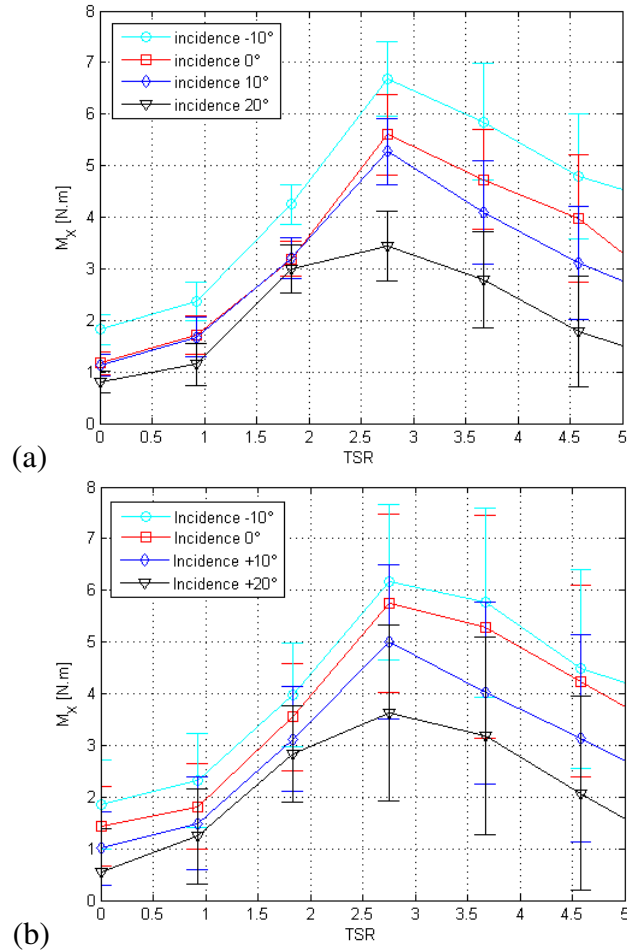 8
7
6
5
4
3
2
1
0
M_X [N.m]
incidence -10°
incidence 0°
incidence 10°
incidence 20°
0 0.5 1 1.5 2 2.5 3 3.5 4 4.5 5
TSR
(a)
8
7
6
5
4
3
2
1
0
M_X [N.m]
Incidence -10°
Incidence 0°
Incidence +10°
Incidence +20°
0 0.5 1 1.5 2 2.5 3 3.5 4 4.5 5
TSR
(b)